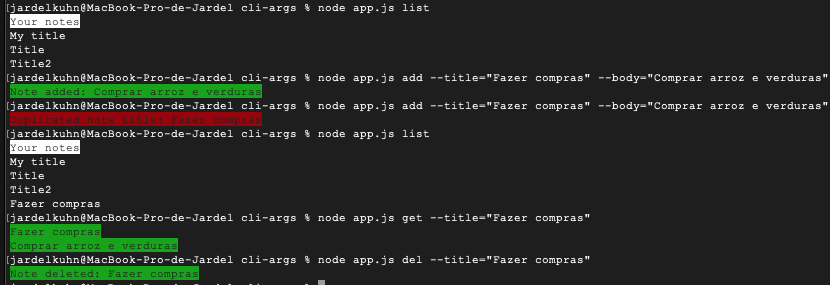 [jardelkuhn@MacBook-Pro-de-Jardel cli-args % node app.js list
Your notes
My title
Title
Title2
[jardelkuhn@MacBook-Pro-de-Jardel cli-args % node app.js add --title="Fazer compras" --body="Comprar arroz e verduras"
Note added: Comprar arroz e verduras
[jardelkuhn@MacBook-Pro-de-Jardel cli-args % node app.js add --title="Fazer compras" --body="Comprar arroz e verduras"
Duplicated note title: Fazer compras
[jardelkuhn@MacBook-Pro-de-Jardel cli-args % node app.js list
Your notes
My title
Title
Title2
Fazer compras
[jardelkuhn@MacBook-Pro-de-Jardel cli-args % node app.js get --title="Fazer compras"
Fazer compras
Comprar arroz e verduras
[jardelkuhn@MacBook-Pro-de-Jardel cli-args % node app.js del --title="Fazer compras"
Note deleted: Fazer compras